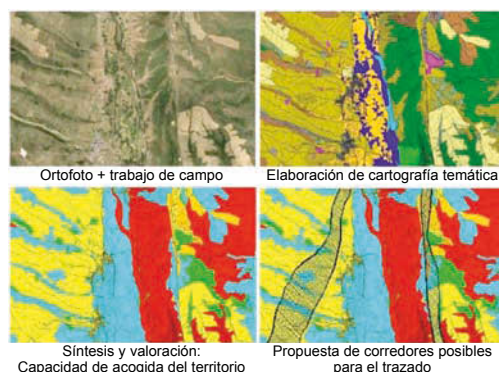 Ortofoto + trabajo de campo
Elaboración de cartografía temática
Síntesis y valoración:
Capacidad de acogida del territorio
Propuesta de corredores posibles
para el trazado